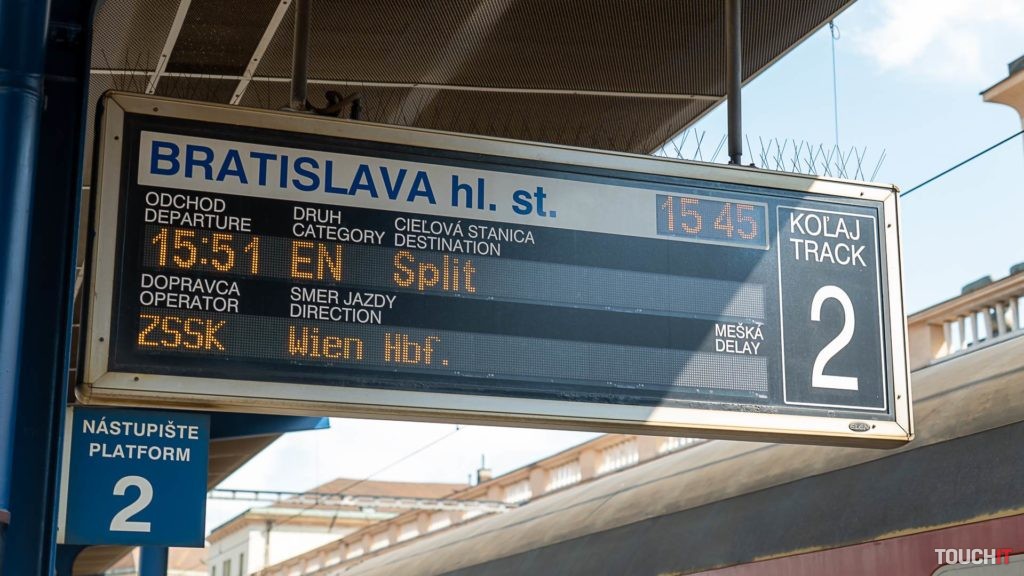 BRATISLAVA hl. st.
15 45
KOĽAJ
TRACK
2
ODCHOD
DEPARTURE
DRUH
CATEGORY
CIEĽOVÁ STANICA
DESTINATION
15:51 EN Split
DOPRAVCA
OPERATOR
SMER JAZDY
DIRECTION
MEŠKÁ
DELAY
ZSSK Wien Hbf.
ELEN
NÁSTUPIŠTE
PLATFORM
2
TOUCHIT